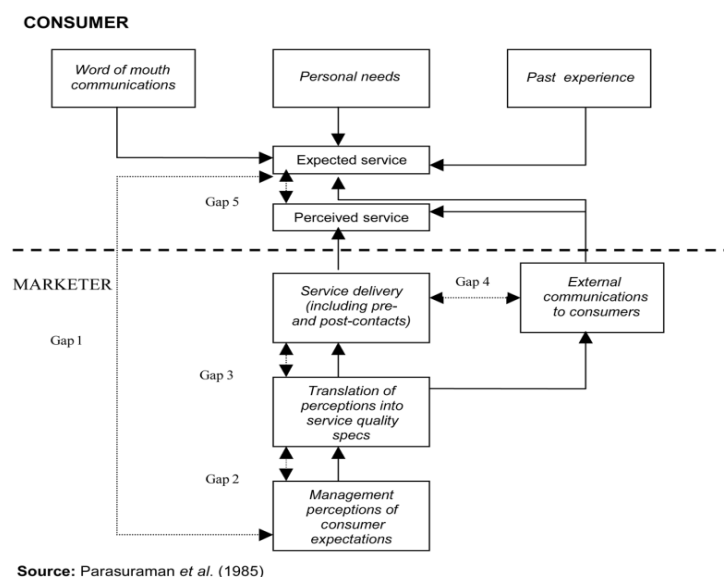 CONSUMER
Word of mouth
communications
Personal needs
Past experience
Expected service
Gap 5
Perceived service
MARKETER
Service delivery
(including pre-
and post-contacts)
Gap 4
External
communications
to consumers
Gap 1
Gap 3
Translation of
perceptions into
service quality
specs
Gap 2
Management
perceptions of
consumer
expectations
Source: Parasuraman et al. (1985)